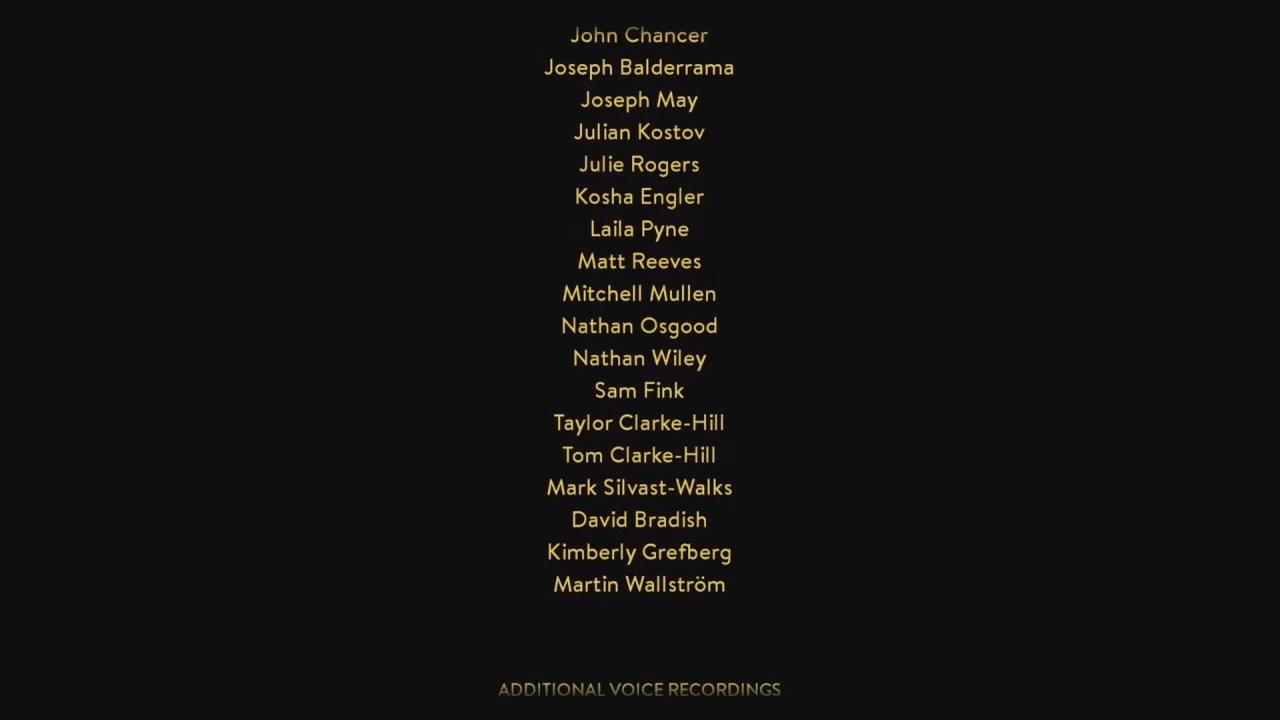 John Chancer
Joseph Balderrama
Joseph May
Julian Kostov
Julie Rogers
Kosha Engler
Laila Pyne
Matt Reeves
Mitchell Mullen
Nathan Osgood
Nathan Wiley
Sam Fink
Taylor Clarke-Hill
Tom Clarke-Hill
Mark Silvast-Walks
David Bradish
Kimberly Grefberg
Martin Wallström
ADDITIONAL VOICE RECORDINGS